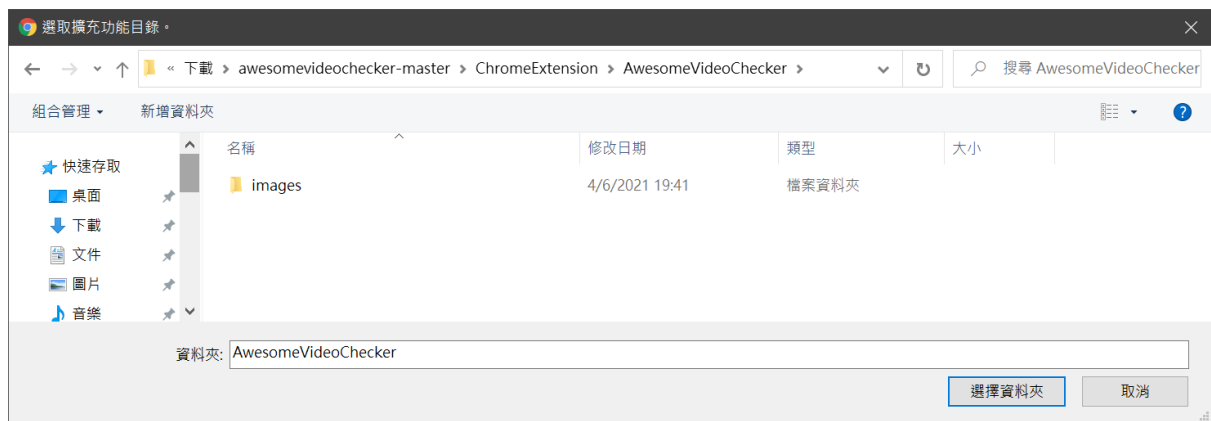 選取擴充功能目錄。
« 下載 › awesomevideochecker-master › ChromeExtension › AwesomeVideoChecker ›
搜尋 AwesomeVideoChecker
組合管理 新增資料夾
名稱 修改日期 類型 大小
快速存取
images 4/6/2021 19:41 檔案資料夾
桌面
下載
文件
圖片
音樂
資料夾: AwesomeVideoChecker
選擇資料夾 取消